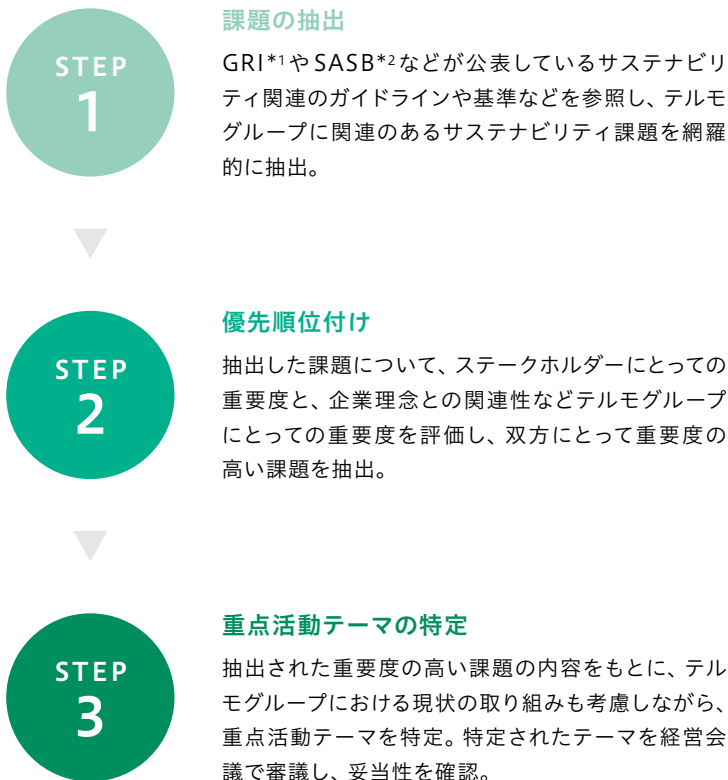 STEP
1
課題の抽出
GRI*1やSASB*2などが公表しているサステナビリ
ティ関連のガイドラインや基準などを参照し、テルモ
グループに関連のあるサステナビリティ課題を網羅
的に抽出。
STEP
2
優先順位付け
抽出した課題について、ステークホルダーにとっての
重要度と、企業理念との関連性などテルモグループ
にとっての重要度を評価し、双方にとって重要度の
高い課題を抽出。
STEP
3
重点活動テーマの特定
抽出された重要度の高い課題の内容をもとに、テル
モグループにおける現状の取り組みも考慮しながら、
重点活動テーマを特定。特定されたテーマを経営会
議で審議し、妥当性を確認。